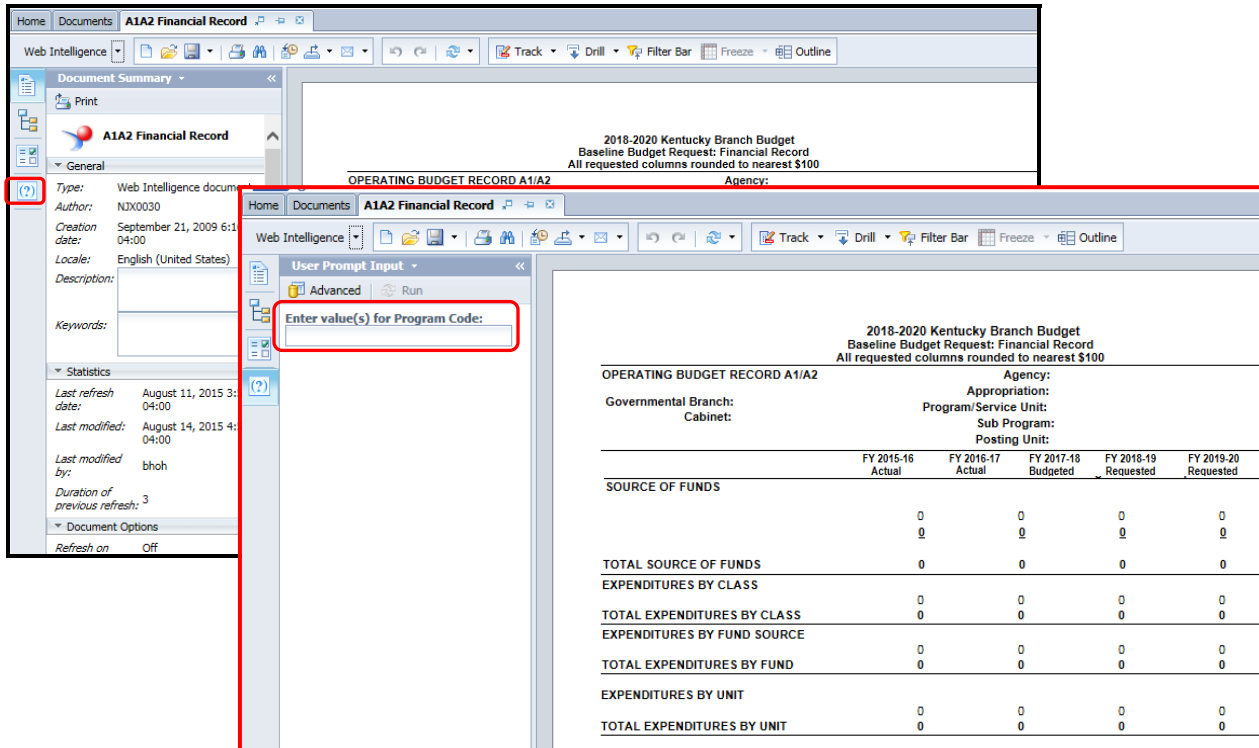 Home Documents A1A2 Financial Record
Web Intelligence Track Drill Filter Bar Freeze Outline
Document Summary
Print
A1A2 Financial Record
General
Type: Web Intelligence document
Author: NJX0030
Creation date: September 21, 2009 6:1 04:00
Locale: English (United States)
Description:
Keywords:
Statistics
Last refresh date: August 11, 2015 3: 04:00
Last modified: August 14, 2015 4: 04:00
Last modified by: bhoh
Duration of previous refresh: 3
Document Options
Refresh on Off
(?)
2018-2020 Kentucky Branch Budget
Baseline Budget Request: Financial Record
All requested columns rounded to nearest $100
OPERATING BUDGET RECORD A1/A2 Agency:
Home Documents A1A2 Financial Record
Web Intelligence Track Drill Filter Bar Freeze Outline
User Prompt Input
Advanced Run
Enter value(s) for Program Code:
(?)
2018-2020 Kentucky Branch Budget
Baseline Budget Request: Financial Record
All requested columns rounded to nearest $100
OPERATING BUDGET RECORD A1/A2 Agency:
Appropriation:
Governmental Branch: Program/Service Unit:
Cabinet: Sub Program:
Posting Unit:
FY 2015-16 FY 2016-17 FY 2017-18 FY 2018-19 FY 2019-20
Actual Actual Budgeted Requested Requested
SOURCE OF FUNDS
0 0 0 0
0 0 0 0
TOTAL SOURCE OF FUNDS 0 0 0 0
EXPENDITURES BY CLASS
0 0 0 0
TOTAL EXPENDITURES BY CLASS 0 0 0 0
EXPENDITURES BY FUND SOURCE
0 0 0 0
TOTAL EXPENDITURES BY FUND 0 0 0 0
EXPENDITURES BY UNIT
0 0 0 0
TOTAL EXPENDITURES BY UNIT 0 0 0 0